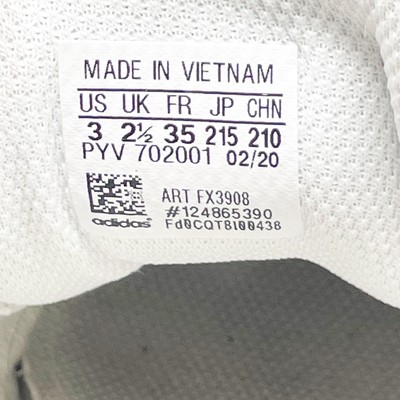 MADE IN VIETNAM
US UK FR JP CHN
3 2½ 35 215 210
PYV 702001 02/20
ART FX3908
#124865390
adidas Fd0CQT8I00438